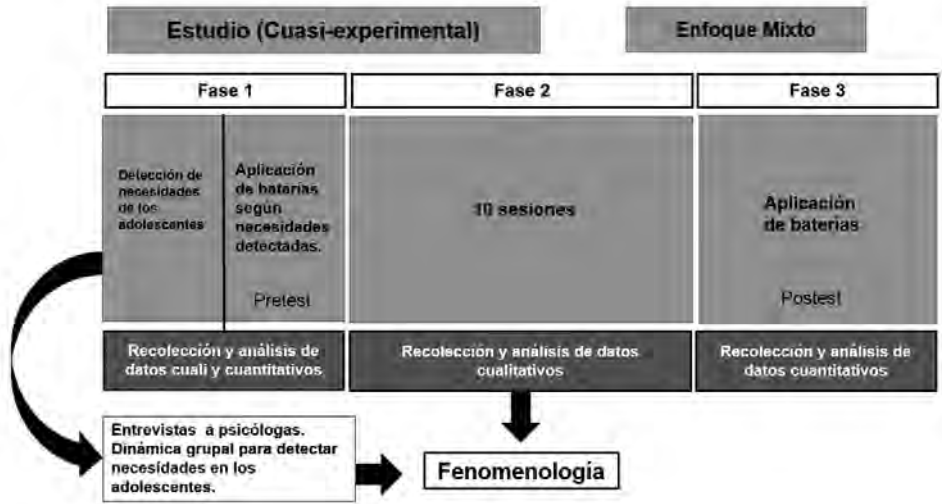 Estudio (Cuasi-experimental)
Enfoque Mixto
Fase 1
Fase 2
Fase 3
Detección de
necesidades
de los
adolescentes
Aplicación
de baterías
según
necesidades
detectadas.
Pretest
10 sesiones
Aplicación
de baterías
Postest
Recolección y análisis de
datos cuali y cuantitativos
Recolección y análisis de datos
cualitativos
Recolección y análisis de
datos cuantitativos
Entrevistas a psicólogas.
Dinámica grupal para detectar
necesidades en los
adolescentes.
Fenomenología